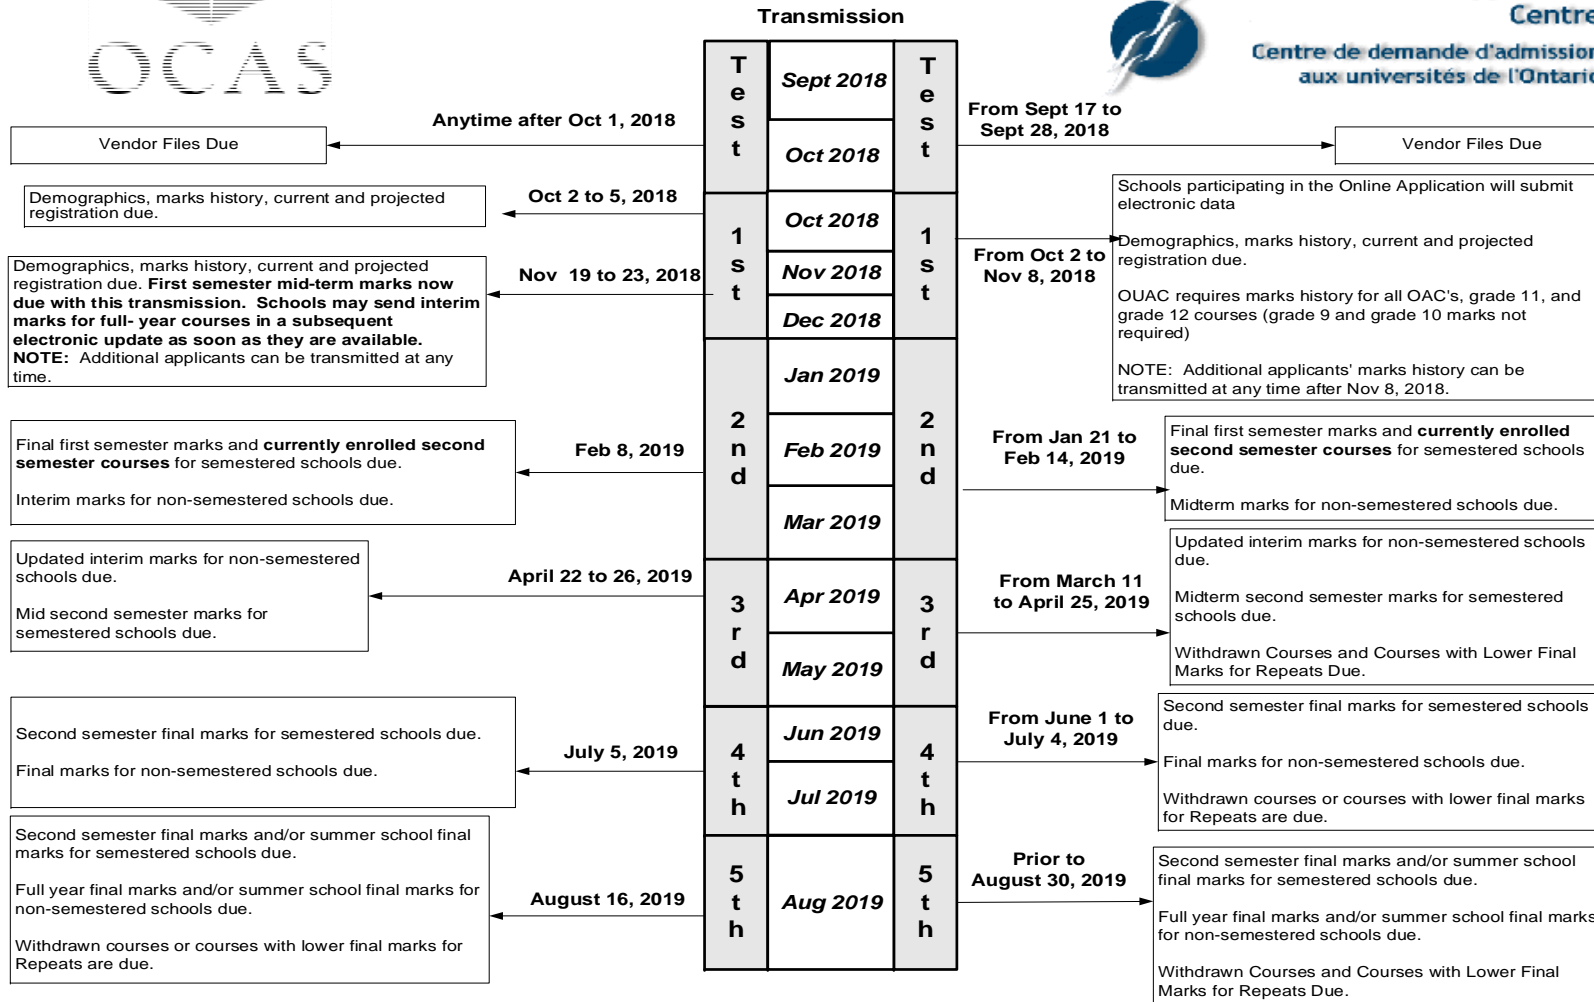 Transmission
OCAS
Centre
Centre de demande d'admission
aux universités de l'Ontario
Test
Sept 2018
Oct 2018
Test
Anytime after Oct 1, 2018
Vendor Files Due
From Sept 17 to
Sept 28, 2018
Vendor Files Due
1st
Oct 2018
Nov 2018
Dec 2018
1st
Oct 2 to 5, 2018
Demographics, marks history, current and projected
registration due.
Nov 19 to 23, 2018
Demographics, marks history, current and projected
registration due. First semester mid-term marks now
due with this transmission. Schools may send interim
marks for full- year courses in a subsequent
electronic update as soon as they are available.
NOTE: Additional applicants can be transmitted at any
time.
From Oct 2 to
Nov 8, 2018
Schools participating in the Online Application will submit
electronic data
Demographics, marks history, current and projected
registration due.
OUAC requires marks history for all OAC's, grade 11, and
grade 12 courses (grade 9 and grade 10 marks not
required)
NOTE: Additional applicants' marks history can be
transmitted at any time after Nov 8, 2018.
2nd
Jan 2019
Feb 2019
Mar 2019
2nd
Feb 8, 2019
Final first semester marks and currently enrolled second
semester courses for semestered schools due.
Interim marks for non-semestered schools due.
From Jan 21 to
Feb 14, 2019
Final first semester marks and currently enrolled
second semester courses for semestered schools
due.
Midterm marks for non-semestered schools due.
3rd
Apr 2019
May 2019
3rd
April 22 to 26, 2019
Updated interim marks for non-semestered
schools due.
Mid second semester marks for
semestered schools due.
From March 11
to April 25, 2019
Updated interim marks for non-semestered schools
due.
Midterm second semester marks for semestered
schools due.
Withdrawn Courses and Courses with Lower Final
Marks for Repeats Due.
4th
Jun 2019
Jul 2019
4th
July 5, 2019
Second semester final marks for semestered schools due.
Final marks for non-semestered schools due.
From June 1 to
July 4, 2019
Second semester final marks for semestered schools
due.
Final marks for non-semestered schools due.
Withdrawn courses or courses with lower final marks
for Repeats are due.
5th
Aug 2019
5th
August 16, 2019
Second semester final marks and/or summer school final
marks for semestered schools due.
Full year final marks and/or summer school final marks for
non-semestered schools due.
Withdrawn courses or courses with lower final marks for
Repeats are due.
Prior to
August 30, 2019
Second semester final marks and/or summer school
final marks for semestered schools due.
Full year final marks and/or summer school final marks
for non-semestered schools due.
Withdrawn Courses and Courses with Lower Final
Marks for Repeats Due.